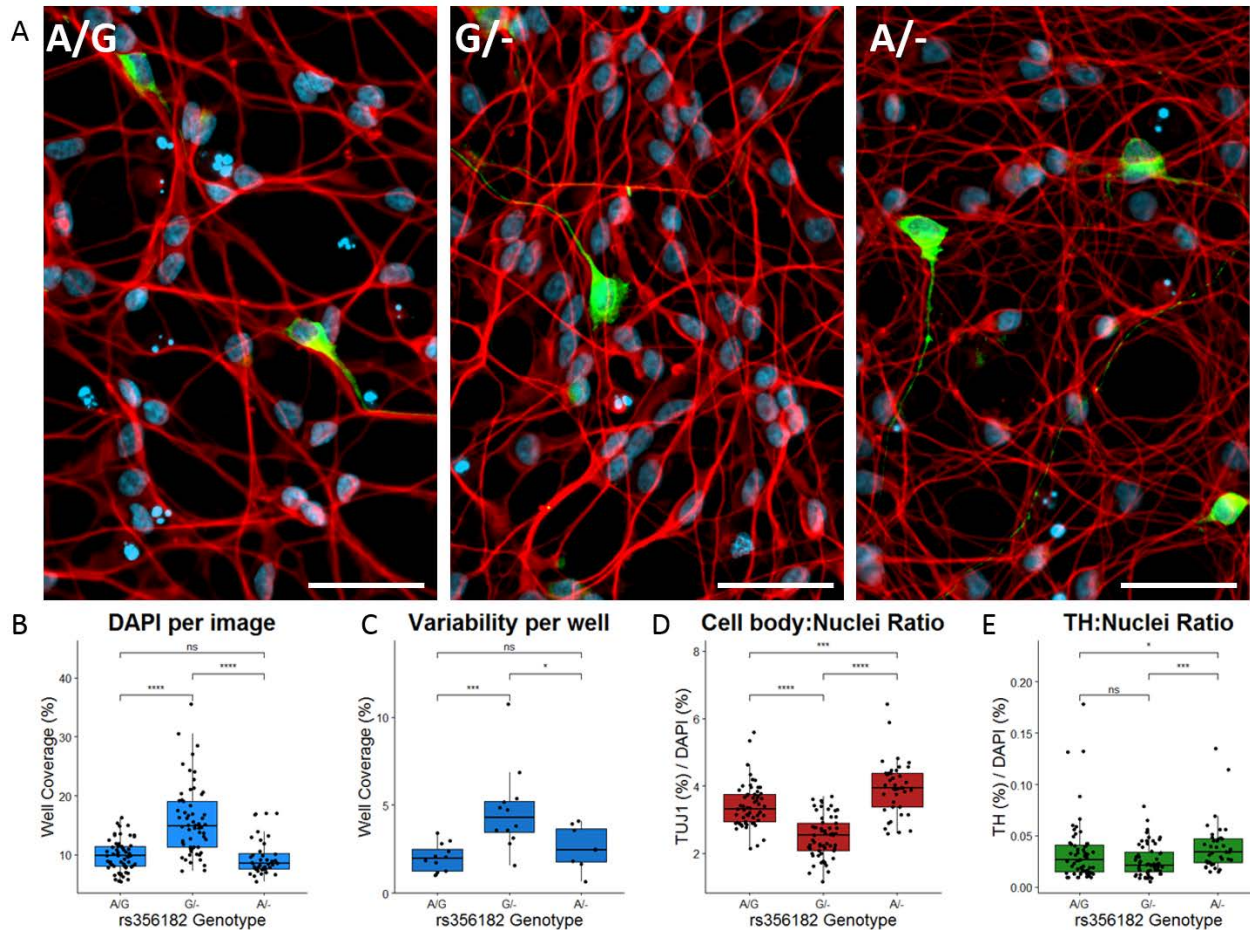 A
A/G
G/-
A/-
B
DAPI per image
Well Coverage (%)
40
30
20
10
ns
****
****
A/G
G/-
A/-
rs356182 Genotype
C
Variability per well
Well Coverage (%)
10
5
0
ns
***
*
A/G
G/-
A/-
rs356182 Genotype
D
Cell body:Nuclei Ratio
TUJ1 (%) / DAPI (%)
8
6
4
2
***
****
****
A/G
G/-
A/-
rs356182 Genotype
E
TH:Nuclei Ratio
TH (%) / DAPI (%)
0.20
0.15
0.10
0.05
0.00
*
***
ns
A/G
G/-
A/-
rs356182 Genotype